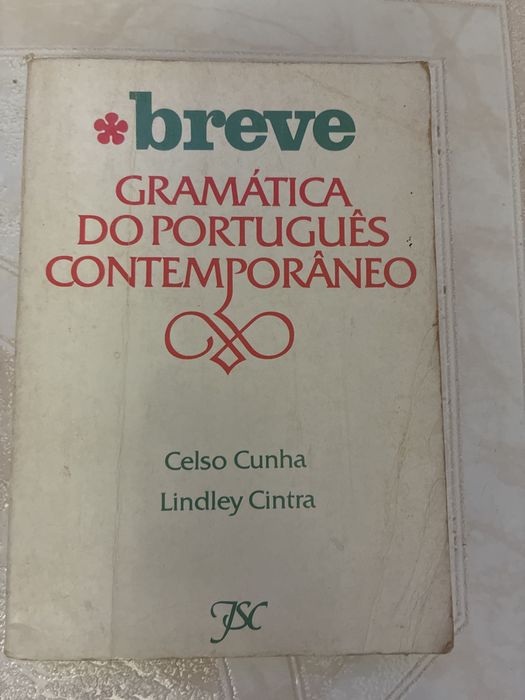 breve
GRAMÁTICA
DO PORTUGUÊS
CONTEMPORÂNEO
Celso Cunha
Lindley Cintra
JSC